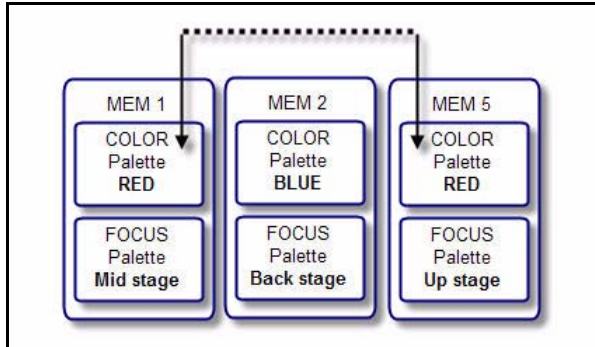 MEM 1
COLOR
Palette
RED
FOCUS
Palette
Mid stage
MEM 2
COLOR
Palette
BLUE
FOCUS
Palette
Back stage
MEM 5
COLOR
Palette
RED
FOCUS
Palette
Up stage